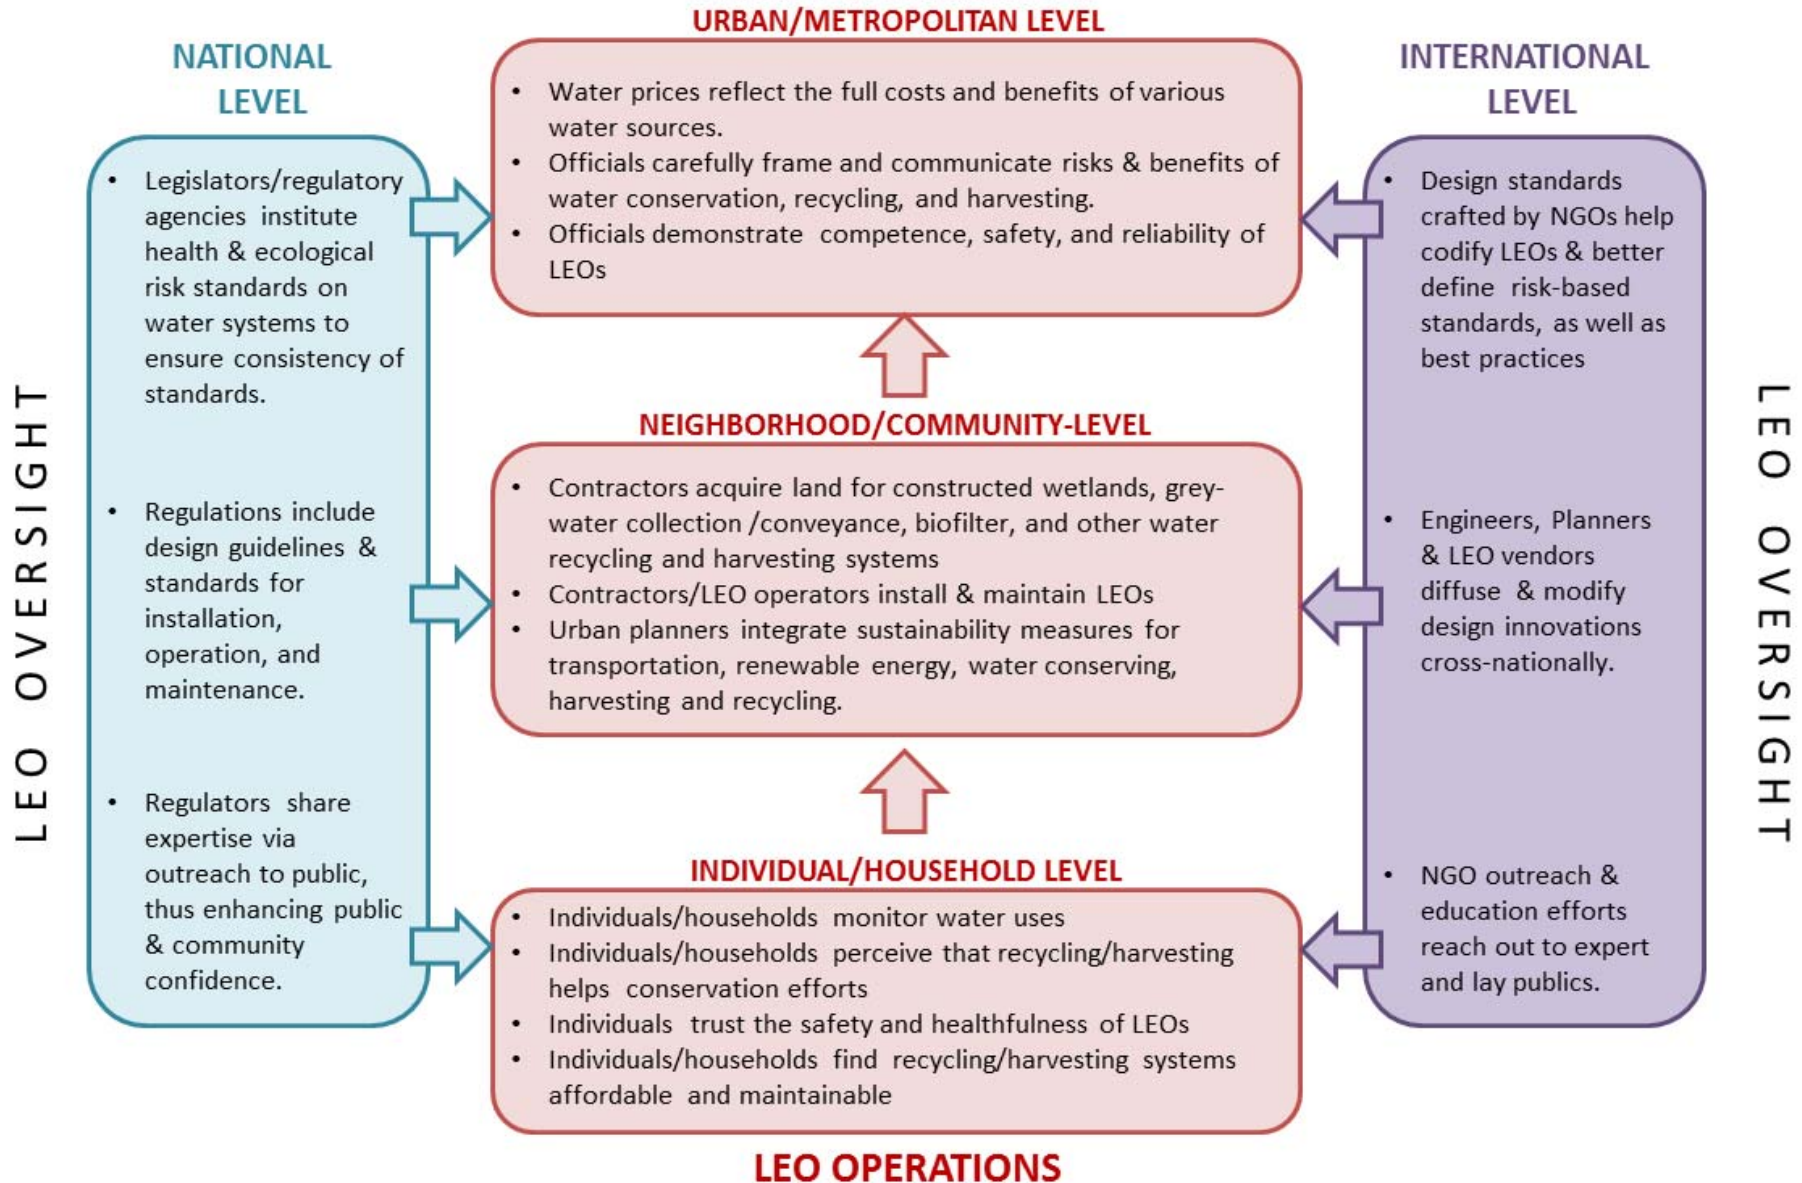 URBAN/METROPOLITAN LEVEL
NATIONAL
LEVEL
INTERNATIONAL
LEVEL
• Water prices reflect the full costs and benefits of various
water sources.
• Officials carefully frame and communicate risks & benefits of
water conservation, recycling, and harvesting.
• Officials demonstrate competence, safety, and reliability of
LEOs
• Legislators/regulatory
agencies institute
health & ecological
risk standards on
water systems to
ensure consistency of
standards.
• Regulations include
design guidelines &
standards for
installation,
operation, and
maintenance.
• Regulators share
expertise via
outreach to public,
thus enhancing public
& community
confidence.
• Design standards
crafted by NGOs help
codify LEOs & better
define risk-based
standards, as well as
best practices
• Engineers, Planners
& LEO vendors
diffuse & modify
design innovations
cross-nationally.
• NGO outreach &
education efforts
reach out to expert
and lay publics.
NEIGHBORHOOD/COMMUNITY-LEVEL
• Contractors acquire land for constructed wetlands, grey-
water collection /conveyance, biofilter, and other water
recycling and harvesting systems
• Contractors/LEO operators install & maintain LEOs
• Urban planners integrate sustainability measures for
transportation, renewable energy, water conserving,
harvesting and recycling.
INDIVIDUAL/HOUSEHOLD LEVEL
• Individuals/households monitor water uses
• Individuals/households perceive that recycling/harvesting
helps conservation efforts
• Individuals trust the safety and healthfulness of LEOs
• Individuals/households find recycling/harvesting systems
affordable and maintainable
LEO OPERATIONS
LEO OVERSIGHT
LEO OVERSIGHT